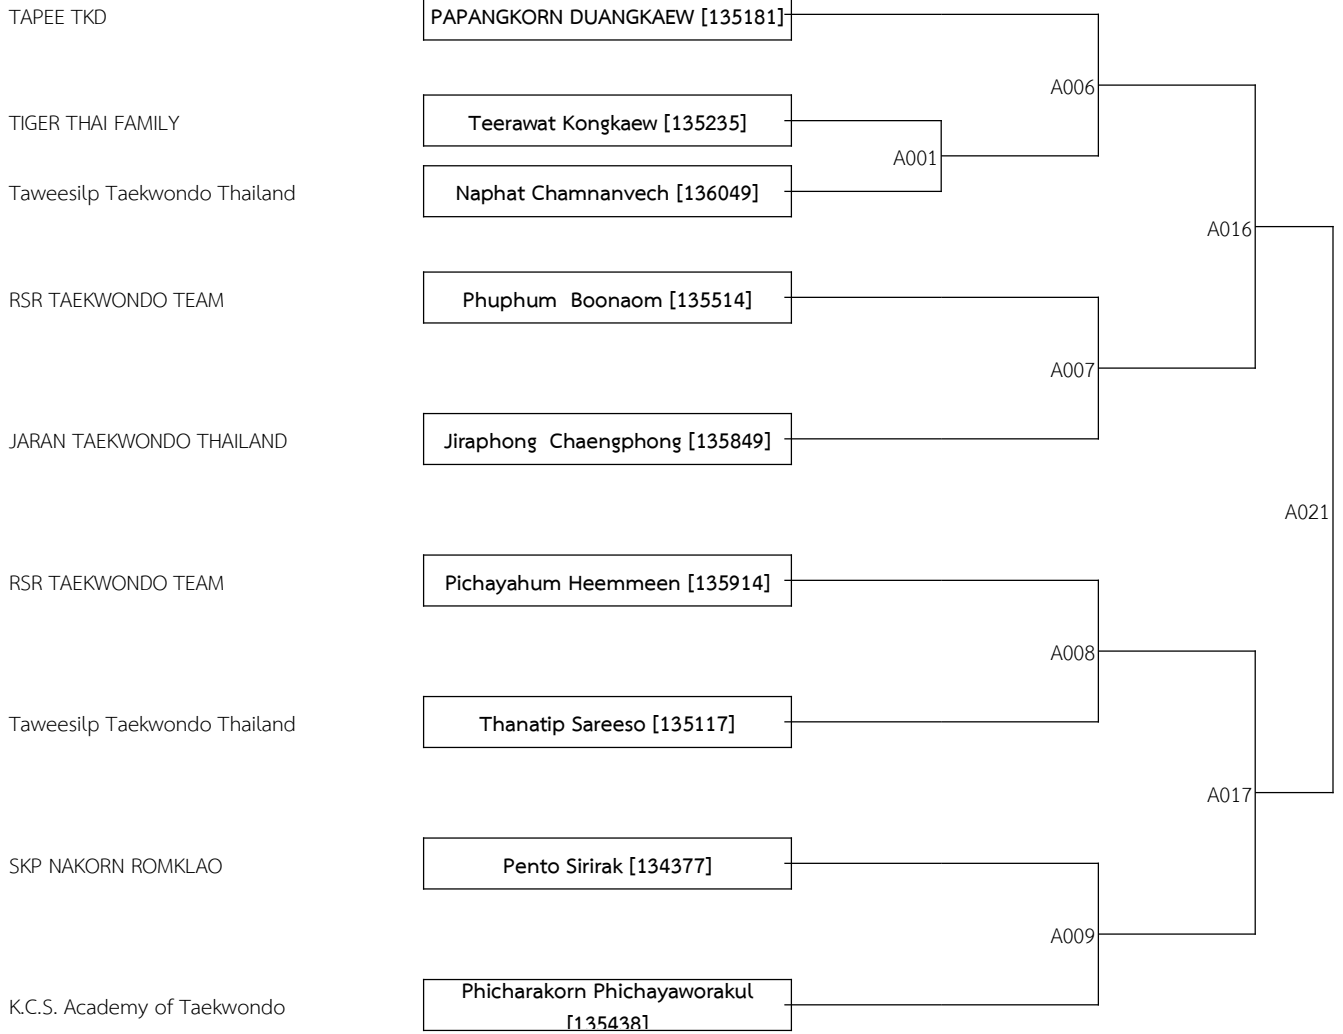 TAPEE TKD PAPANGKORN DUANGKAEW [135181]
A006
TIGER THAI FAMILY Teerawat Kongkaew [135235]
A001
Taweesilp Taekwondo Thailand Naphat Chamnanvech [136049]
A016
RSR TAEKWONDO TEAM Phuphum  Boonaom [135514]
A007
JARAN TAEKWONDO THAILAND Jiraphong  Chaengphong [135849]
A021
RSR TAEKWONDO TEAM Pichayahum Heemmeen [135914]
A008
Taweesilp Taekwondo Thailand Thanatip Sareeso [135117]
A017
SKP NAKORN ROMKLAO Pento Sirirak [134377]
A009
K.C.S. Academy of Taekwondo Phicharakorn Phichayaworakul
[135438]